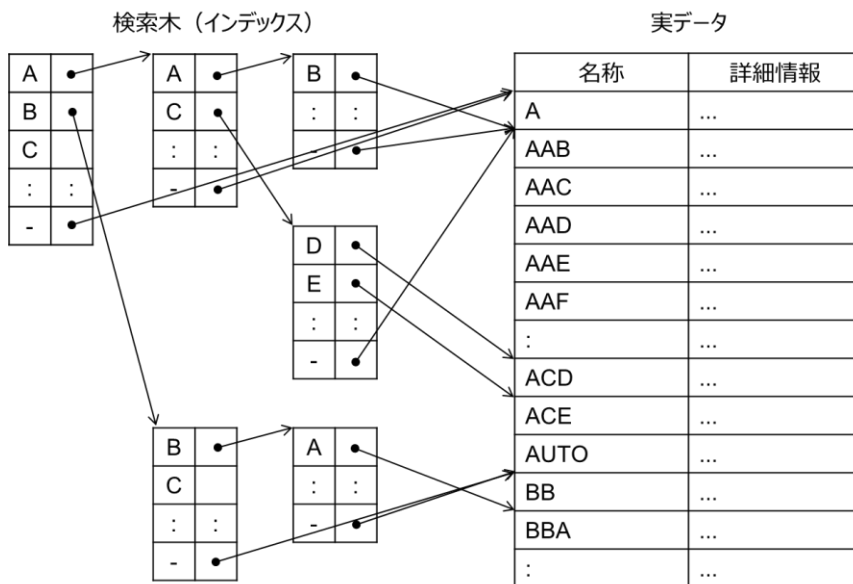 検索木（インデックス）
実データ
A
B
C
: :
-
A
C
: :
-
B
: :
-
D
E
: :
-
B
C
: :
-
A
: :
-
名称 詳細情報
A ...
AAB ...
AAC ...
AAD ...
AAE ...
AAF ...
: ...
ACD ...
ACE ...
AUTO ...
BB ...
BBA ...
: ...